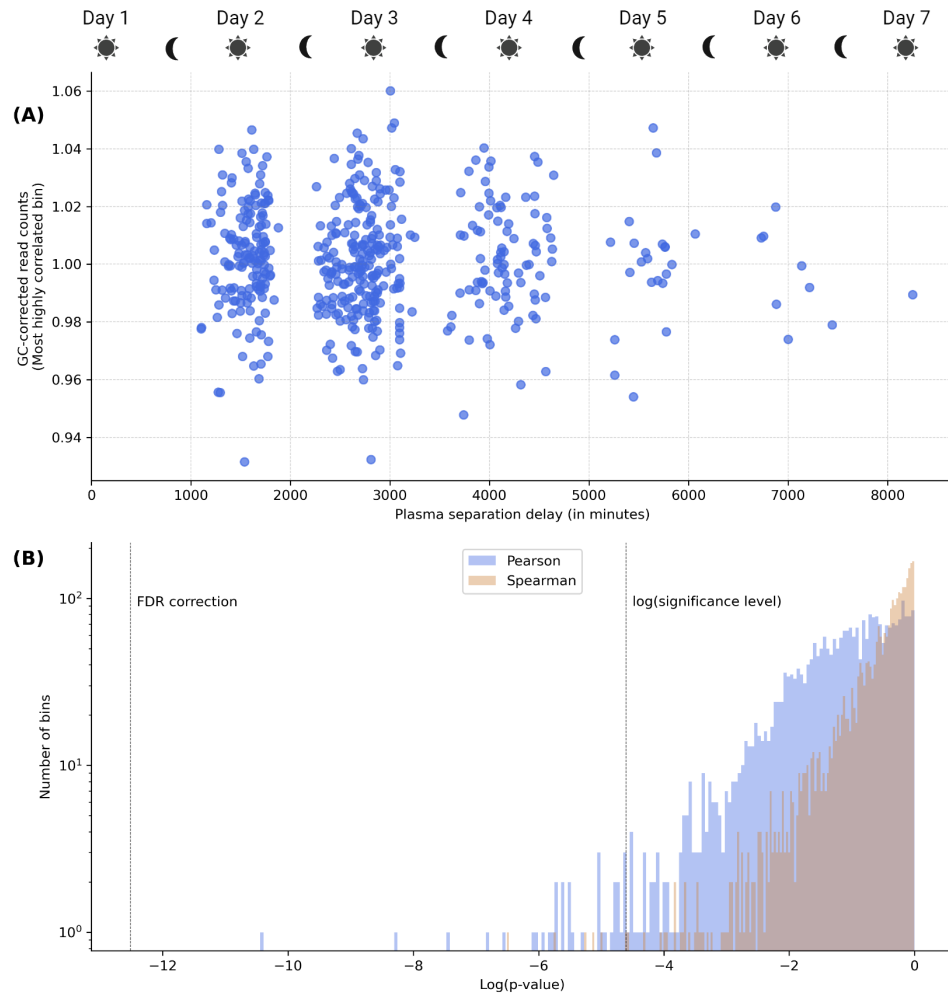 Day 1 Day 2 Day 3 Day 4 Day 5 Day 6 Day 7
(A)
GC-corrected read counts
(Most highly correlated bin)
1.06
1.04
1.02
1.00
0.98
0.96
0.94
0 1000 2000 3000 4000 5000 6000 7000 8000
Plasma separation delay (in minutes)
(B)
Pearson
Spearman
FDR correction
log(significance level)
Number of bins
10²
10¹
10⁰
−12 −10 −8 −6 −4 −2 0
Log(p-value)